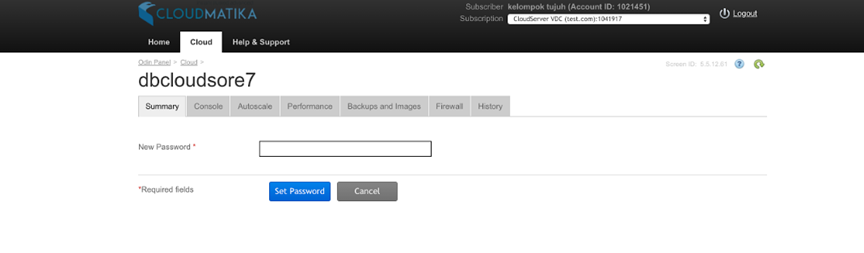 CLOUDMATIKA
Subscriber kelompok tujuh (Account ID: 1021451)
Subscription CloudServer VDC (test..com):1041917
Logout
Home Cloud Help & Support
Odin Panel > Cloud >
Screen ID: 5.5.12.61
dbcloudsore7
Summary Console Autoscale Performance Backups and Images Firewall History
New Password *
*Required fields Set Password Cancel